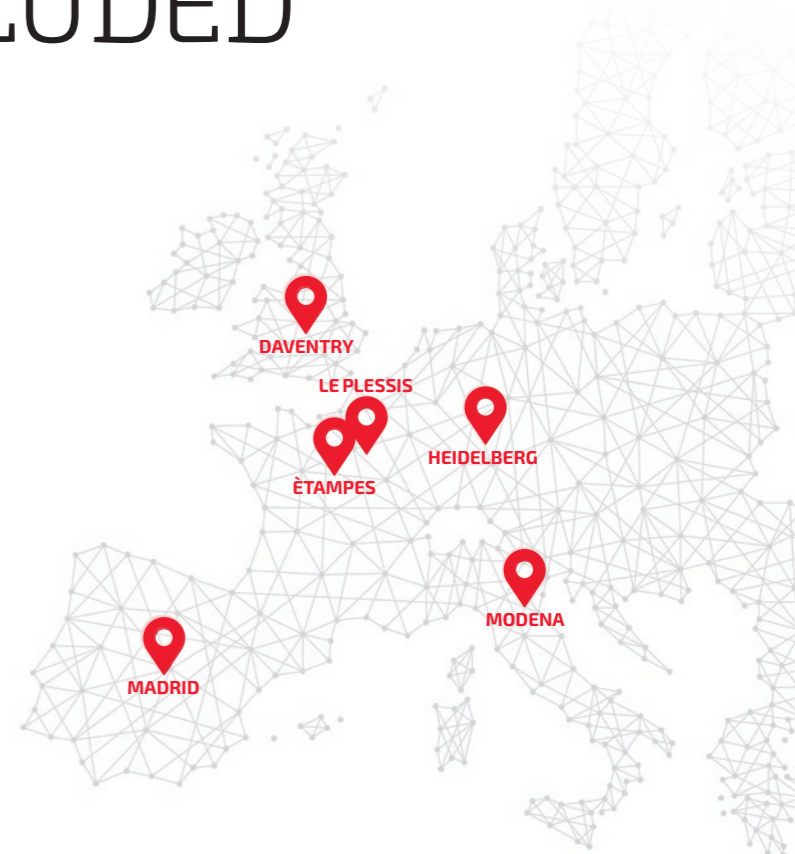 LUDED
DAVENTRY
LE PLESSIS
HEIDELBERG
ÈTAMPES
MODENA
MADRID